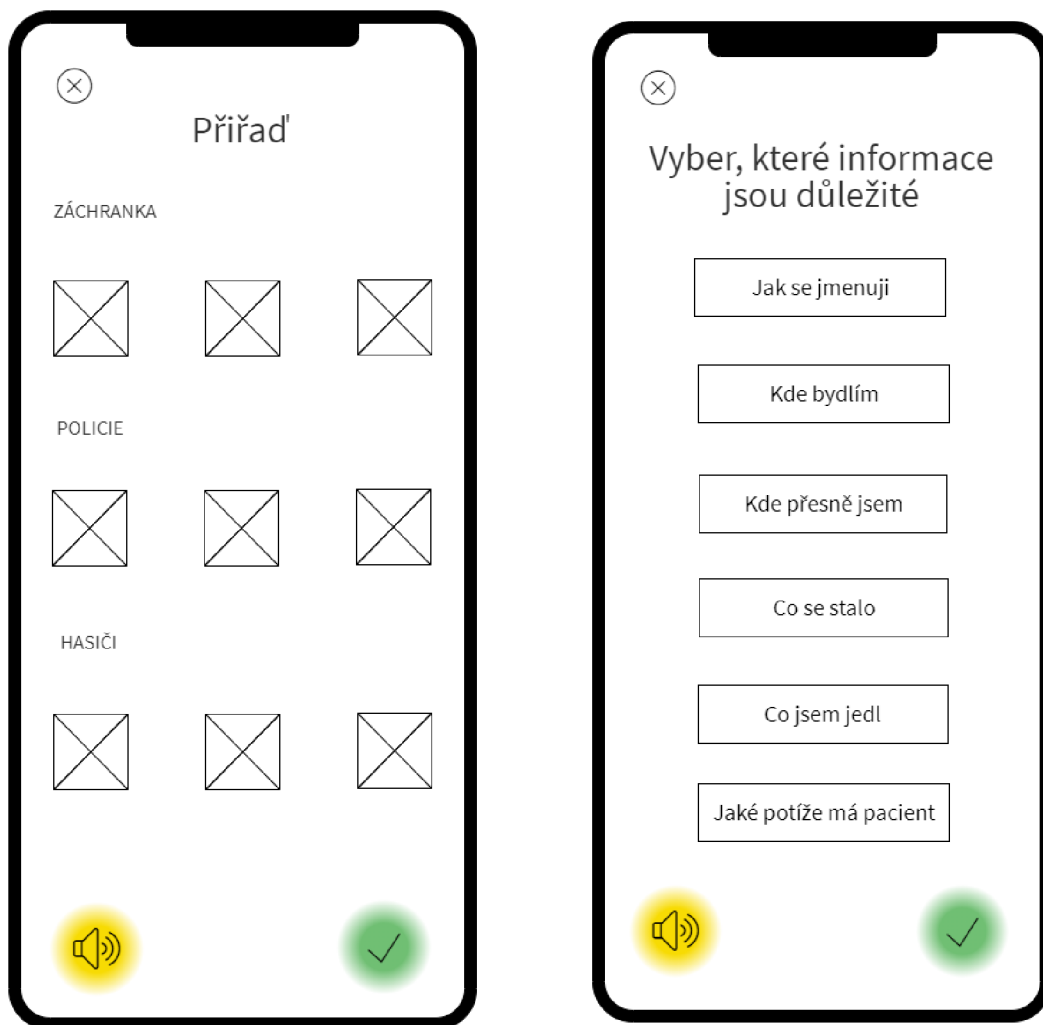 Přiřaď
ZÁCHRANKA
POLICIE
HASIČI
Vyber, které informace
jsou důležité
Jak se jmenuji
Kde bydlím
Kde přesně jsem
Co se stalo
Co jsem jedl
Jaké potíže má pacient